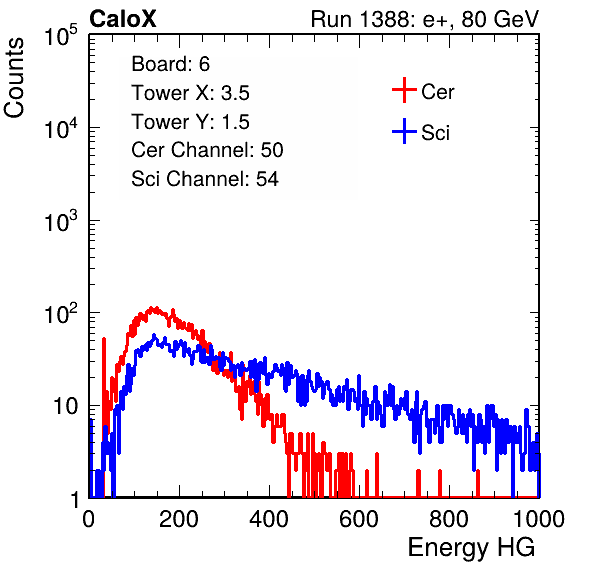 CaloX Run 1388: e+, 80 GeV
Counts
10^5
10^4
10^3
10^2
10
1
Board: 6
Tower X: 3.5
Tower Y: 1.5
Cer Channel: 50
Sci Channel: 54
Cer
Sci
0 200 400 600 800 1000
Energy HG